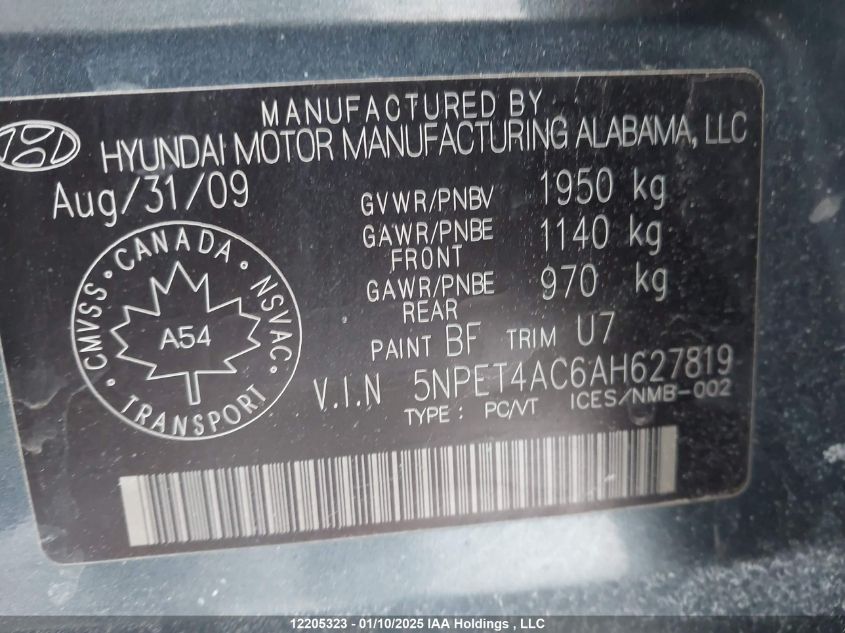 MANUFACTURED BY
HYUNDAI MOTOR MANUFACTURING ALABAMA, LLC
Aug/31/09
GVWR/PNBV 1950 kg
GAWR/PNBE FRONT 1140 kg
GAWR/PNBE REAR 970 kg
PAINT BF TRIM U7
V.I.N 5NPET4AC6AH627819
TYPE : PC/VT ICES/NMB-002
CMVSS • CANADA • NSVAC •
A54
TRANSPORT
12205323 - 01/10/2025 IAA Holdings , LLC